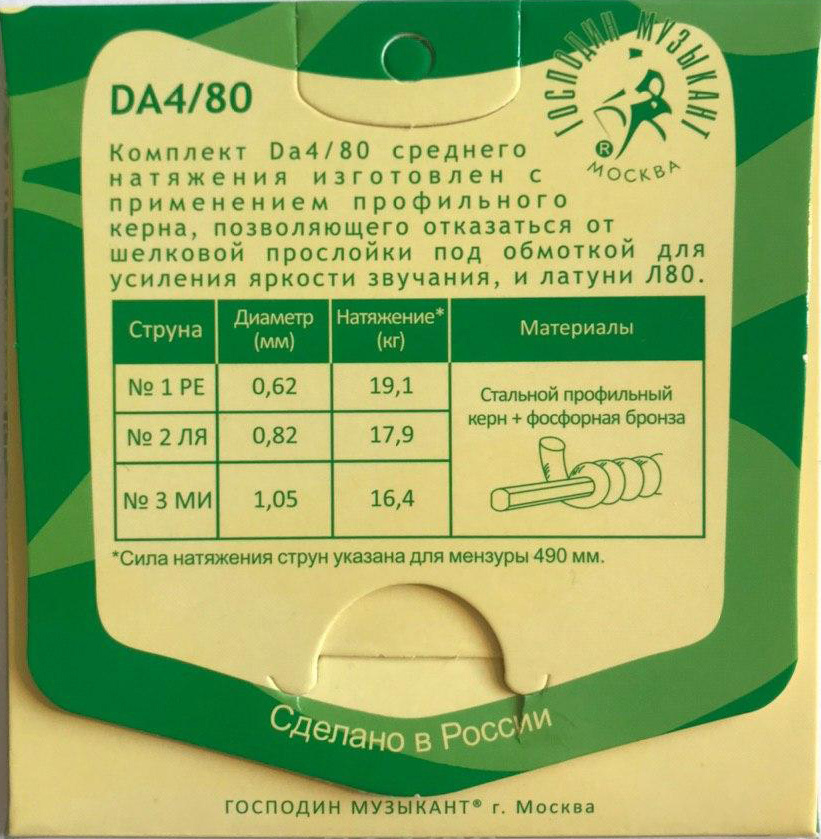 ГОСПОДИН МУЗЫКАНТ
®
МОСКВА
DA4/80
Комплект Da4/80 среднего
натяжения изготовлен с
применением профильного
керна, позволяющего отказаться от
шелковой прослойки под обмоткой для
усиления яркости звучания, и латуни Л80.
Струна Диаметр (мм) Натяжение* (кг) Материалы
№ 1 РЕ 0,62 19,1
№ 2 ЛЯ 0,82 17,9
№ 3 МИ 1,05 16,4
Стальной профильный
керн + фосфорная бронза
*Сила натяжения струн указана для мензуры 490 мм.
Сделано в России
ГОСПОДИН МУЗЫКАНТ® г. Москва